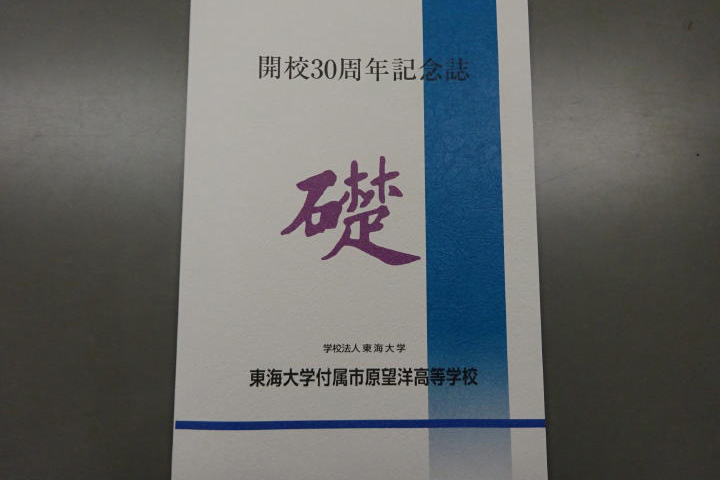 開校30周年記念誌
礎
学校法人東海大学
東海大学付属市原望洋高等学校